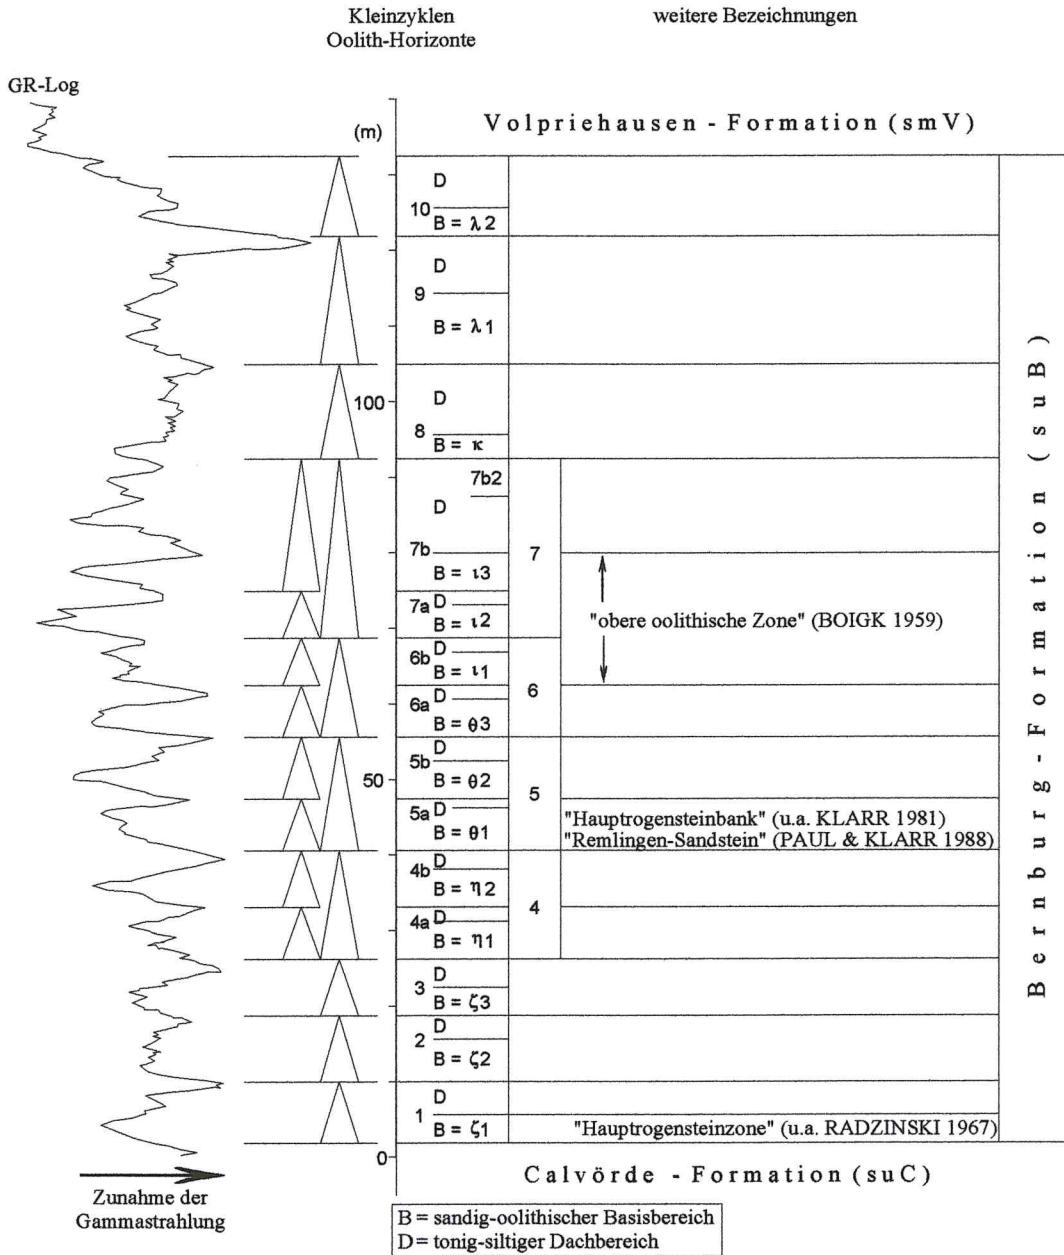 Kleinzyklen
Oolith-Horizonte
weitere Bezeichnungen
GR-Log
(m)
Volpriehausen - Formation (smV)
D
10
B = λ2
D
9
B = λ1
100
D
8
B = κ
7b2
D
7b
B = ι3
7
7a D
B = ι2
"obere oolithische Zone" (BOIGK 1959)
6b D
B = ι1
6
6a D
B = θ3
5b D
B = θ2
50
5
5a D
B = θ1
"Hauptrogensteinbank" (u.a. KLARR 1981)
"Remlingen-Sandstein" (PAUL & KLARR 1988)
4b D
B = η2
4
4a D
B = η1
D
3
B = ζ3
D
2
B = ζ2
D
1
B = ζ1
"Hauptrogensteinzone" (u.a. RADZINSKI 1967)
Bernburg - Formation (suB)
0
Calvörde - Formation (suC)
Zunahme der
Gammastrahlung
B = sandig-oolithischer Basisbereich
D = tonig-siltiger Dachbereich